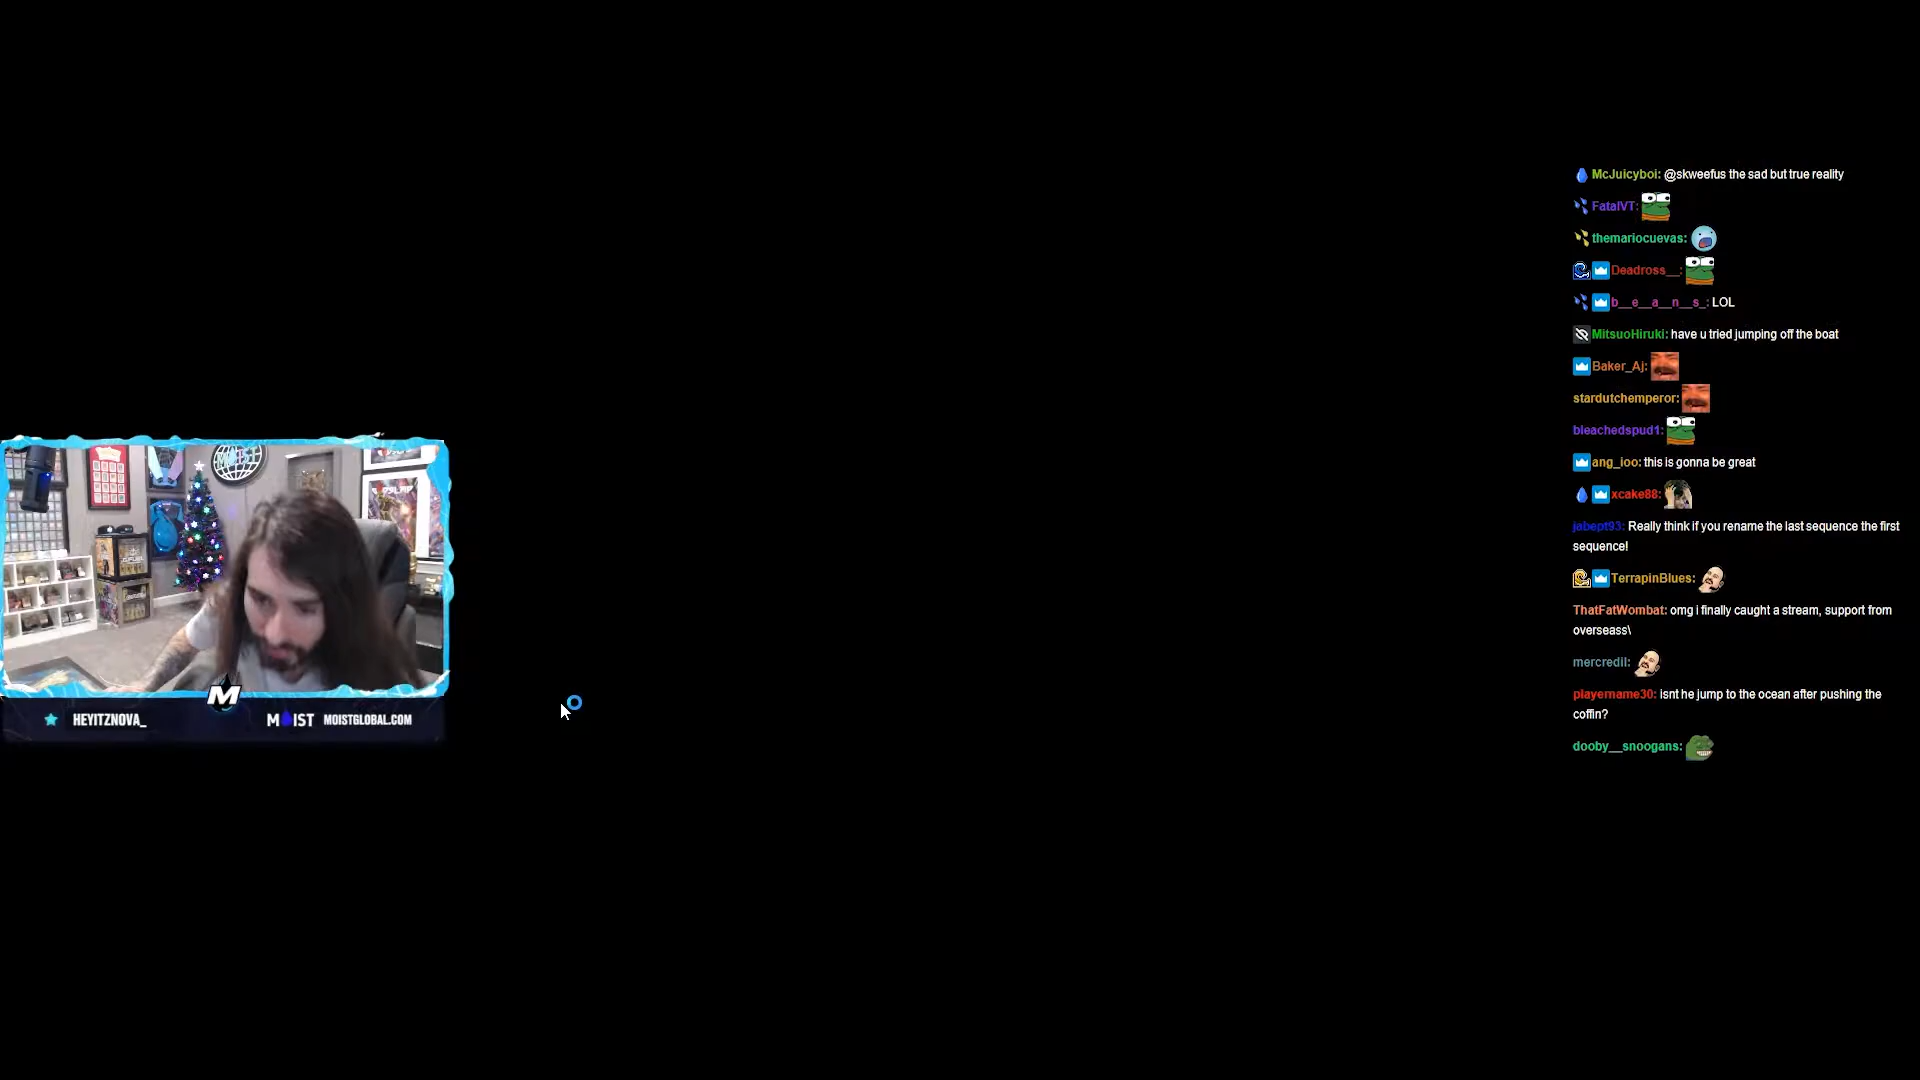 McJuicyboi: @skweefus the sad but true reality
FatalVT:
themariocuevas:
Deadross__:
b__e__a__n__s_: LOL
MitsuoHiruki: have u tried jumping off the boat
Baker_Aj:
stardutchemperor:
bleachedspud1:
ang_ioo: this is gonna be great
xcake88:
jabept93: Really think if you rename the last sequence the first
sequence!
TerrapinBlues:
ThatFatWombat: omg i finally caught a stream, support from
overseass\
mercredil:
playername30: isnt he jump to the ocean after pushing the
coffin?
dooby__snoogans:
MOIST
M
HEYITZNOVA_
MOIST MOISTGLOBAL.COM